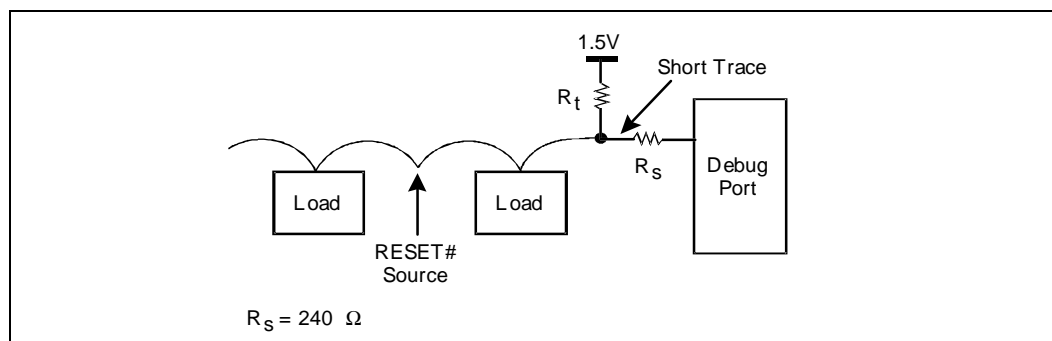 1.5V
Short Trace
Rt
Rs
Debug
Port
Load
Load
RESET#
Source
Rs = 240 Ω